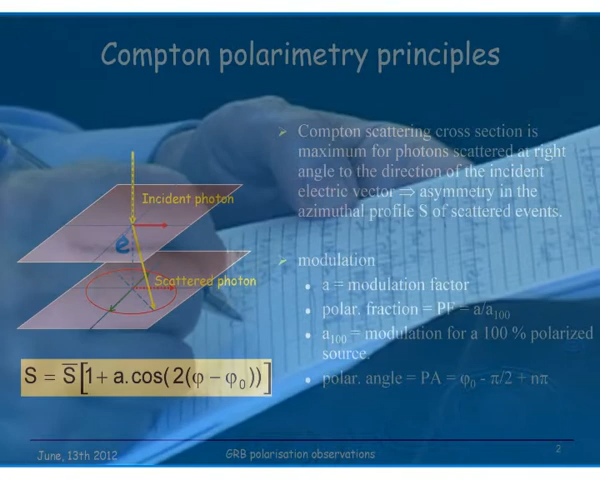 Compton polarimetry principles
Compton scattering cross section is
maximum for photons scattered at right
angle to the direction of the incident
electric vector ⇒ asymmetry in the
azimuthal profile S of scattered events.
Incident photon
e
Scattered photon
modulation
a = modulation factor
polar. fraction = PF = a/a100
a100 = modulation for a 100 % polarized
source.
polar. angle = PA = φ0 - π/2 + nπ
S = S̅[1+ a.cos(2(φ − φ0))]
June, 13th 2012
GRB polarisation observations
2